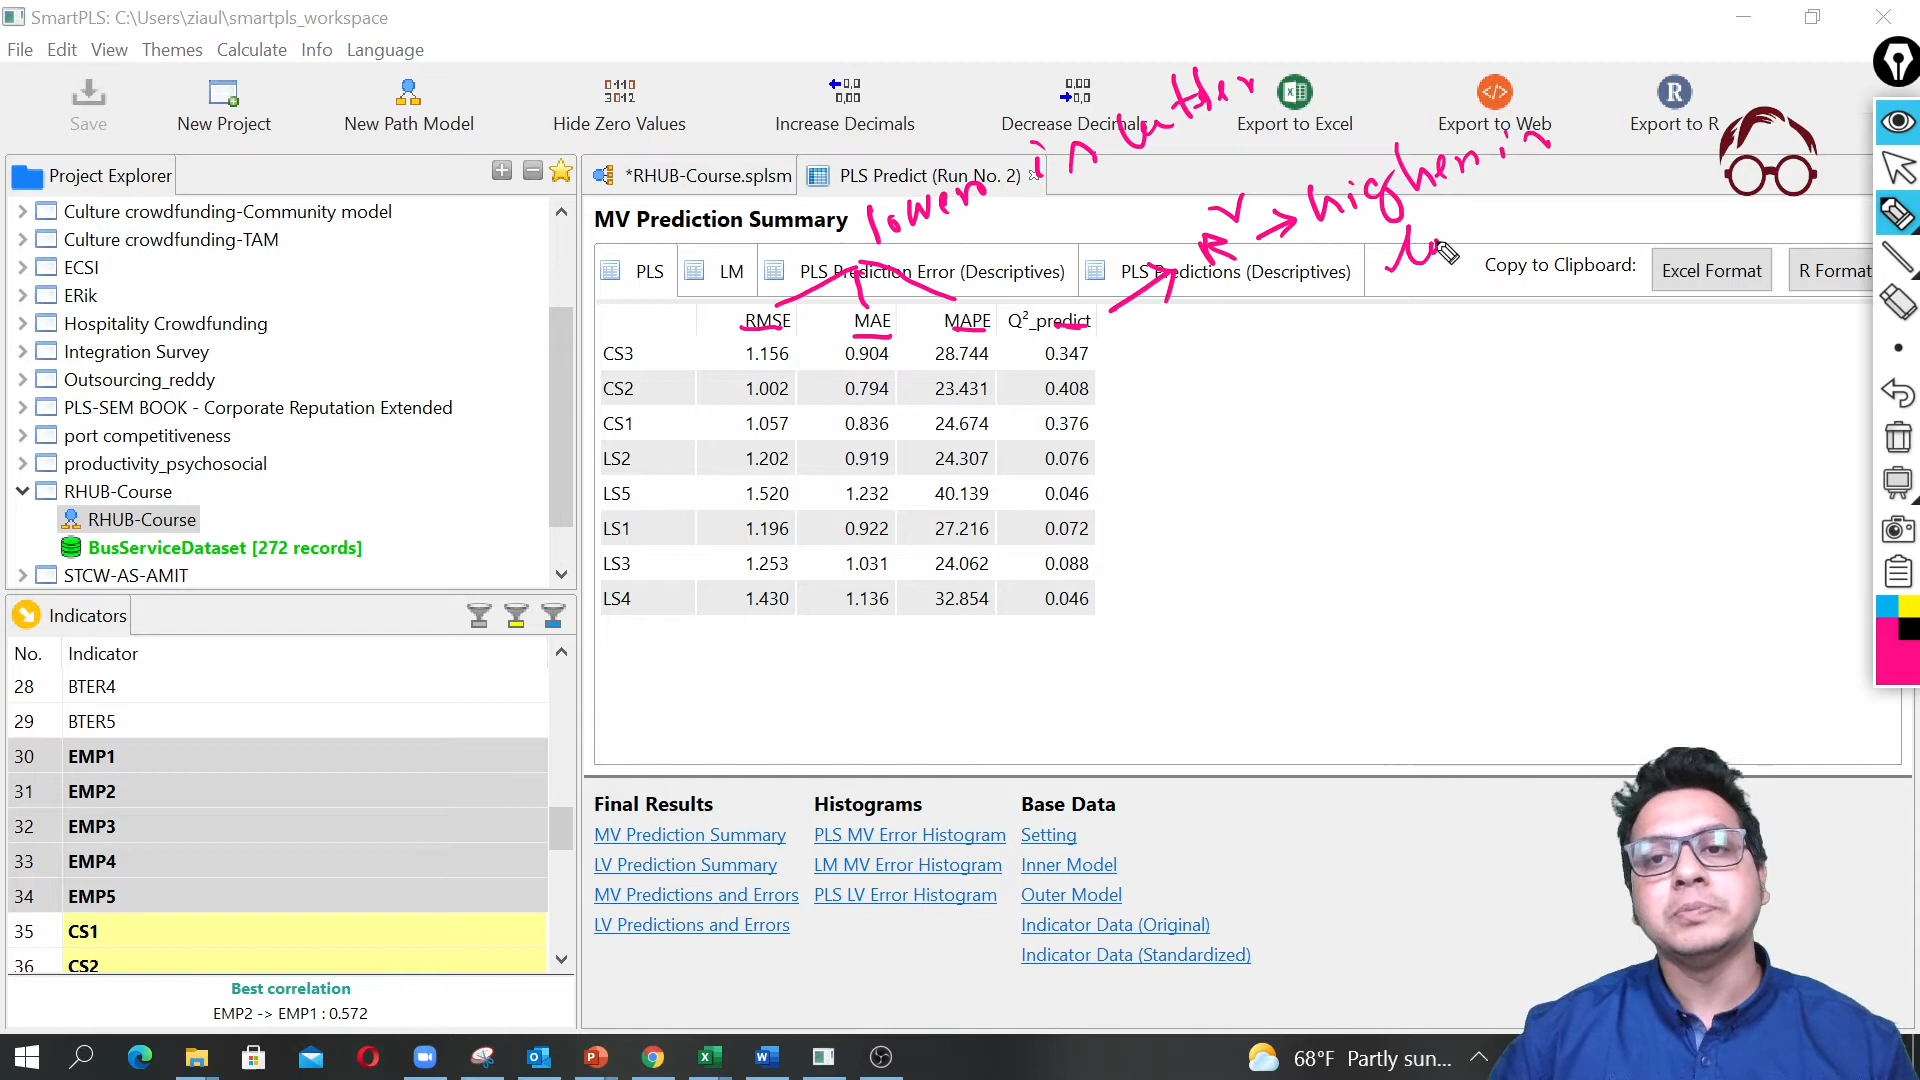 SmartPLS: C:\Users\ziaul\smartpls_workspace
File Edit View Themes Calculate Info Language
Save
New Project
New Path Model
Hide Zero Values
Increase Decimals
Decrease Decimals
Export to Excel
Export to Web
Export to R
Project Explorer
*RHUB-Course.splsm
PLS Predict (Run No. 2)
Culture crowdfunding-Community model
Culture crowdfunding-TAM
ECSI
ERik
Hospitality Crowdfunding
Integration Survey
Outsourcing_reddy
PLS-SEM BOOK - Corporate Reputation Extended
port competitiveness
productivity_psychosocial
RHUB-Course
RHUB-Course
BusServiceDataset [272 records]
STCW-AS-AMIT
Indicators
No. Indicator
28 BTER4
29 BTER5
30 EMP1
31 EMP2
32 EMP3
33 EMP4
34 EMP5
35 CS1
36 CS2
Best correlation
EMP2 -> EMP1 : 0.572
MV Prediction Summary
lower is better
R² → higher is
PLS LM PLS Prediction Error (Descriptives) PLS Predictions (Descriptives)
Copy to Clipboard: Excel Format R Format
RMSE MAE MAPE Q²_predict
CS3 1.156 0.904 28.744 0.347
CS2 1.002 0.794 23.431 0.408
CS1 1.057 0.836 24.674 0.376
LS2 1.202 0.919 24.307 0.076
LS5 1.520 1.232 40.139 0.046
LS1 1.196 0.922 27.216 0.072
LS3 1.253 1.031 24.062 0.088
LS4 1.430 1.136 32.854 0.046
Final Results Histograms Base Data
MV Prediction Summary PLS MV Error Histogram Setting
LV Prediction Summary LM MV Error Histogram Inner Model
MV Predictions and Errors PLS LV Error Histogram Outer Model
LV Predictions and Errors Indicator Data (Original)
Indicator Data (Standardized)
68°F Partly sun...